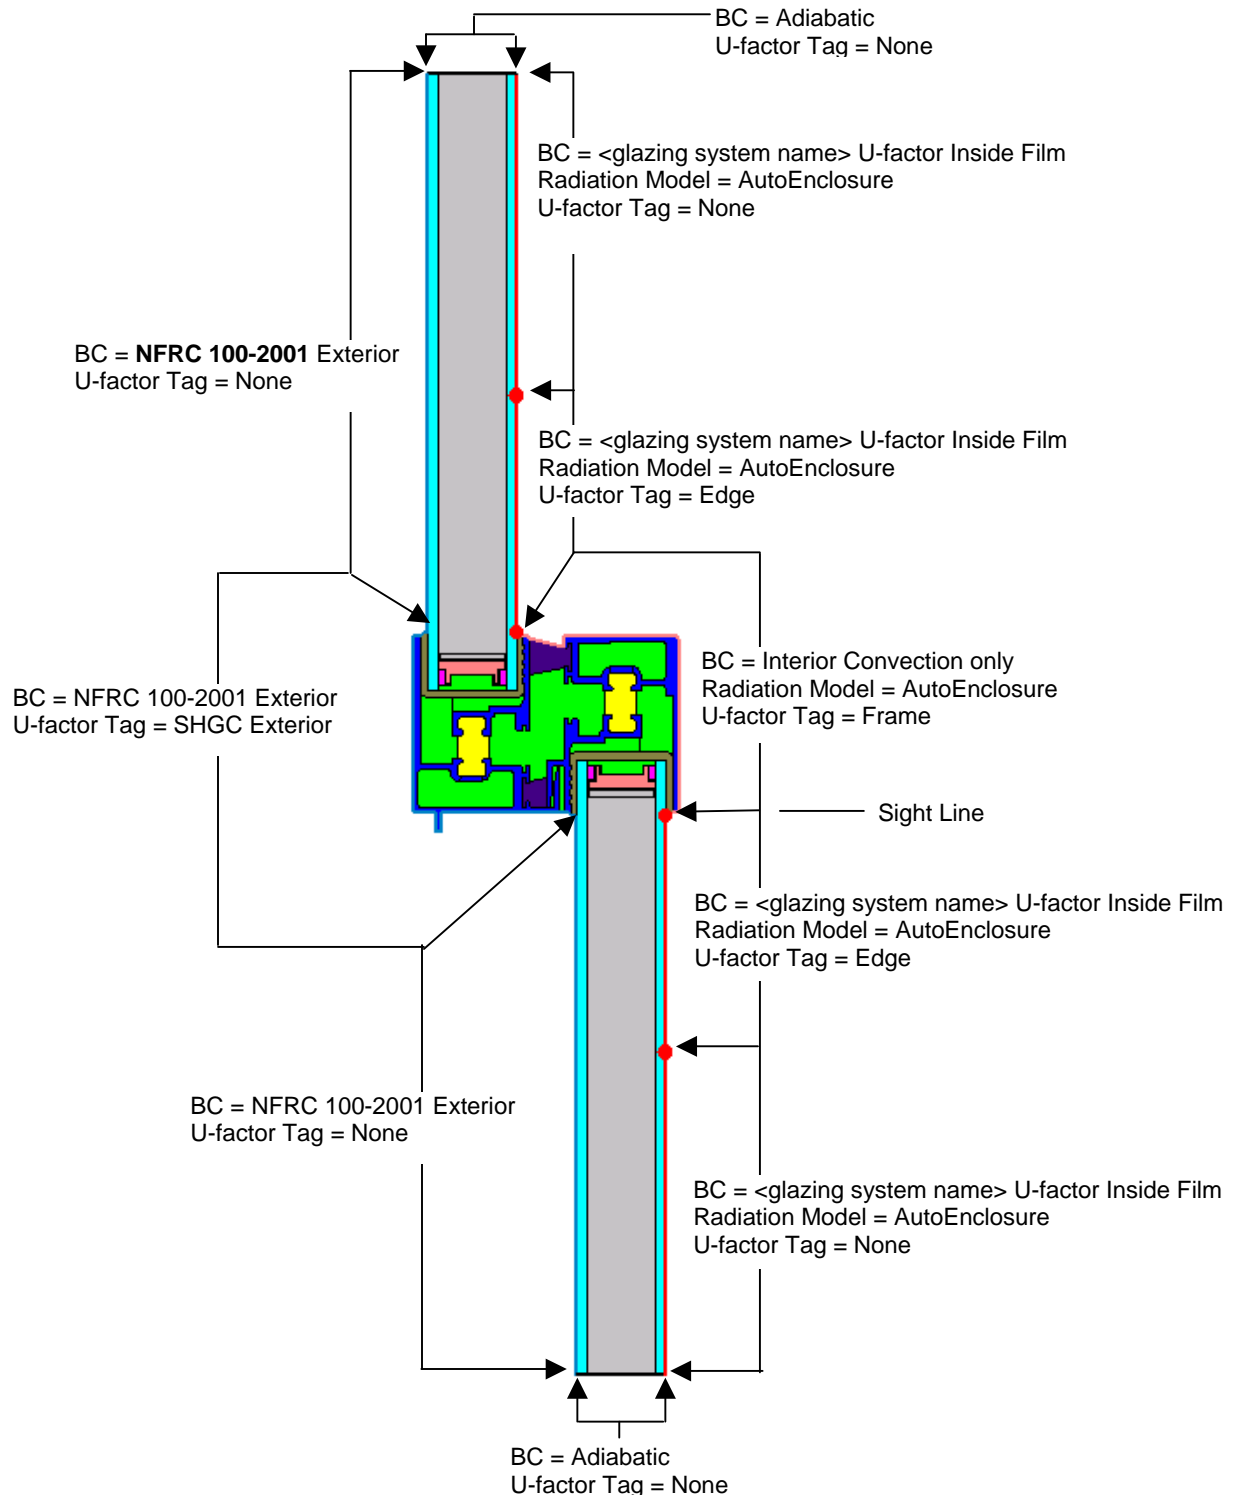 BC = Adiabatic
U-factor Tag = None
BC = <glazing system name> U-factor Inside Film
Radiation Model = AutoEnclosure
U-factor Tag = None
BC = NFRC 100-2001 Exterior
U-factor Tag = None
BC = <glazing system name> U-factor Inside Film
Radiation Model = AutoEnclosure
U-factor Tag = Edge
BC = Interior Convection only
Radiation Model = AutoEnclosure
U-factor Tag = Frame
BC = NFRC 100-2001 Exterior
U-factor Tag = SHGC Exterior
Sight Line
BC = <glazing system name> U-factor Inside Film
Radiation Model = AutoEnclosure
U-factor Tag = Edge
BC = NFRC 100-2001 Exterior
U-factor Tag = None
BC = <glazing system name> U-factor Inside Film
Radiation Model = AutoEnclosure
U-factor Tag = None
BC = Adiabatic
U-factor Tag = None